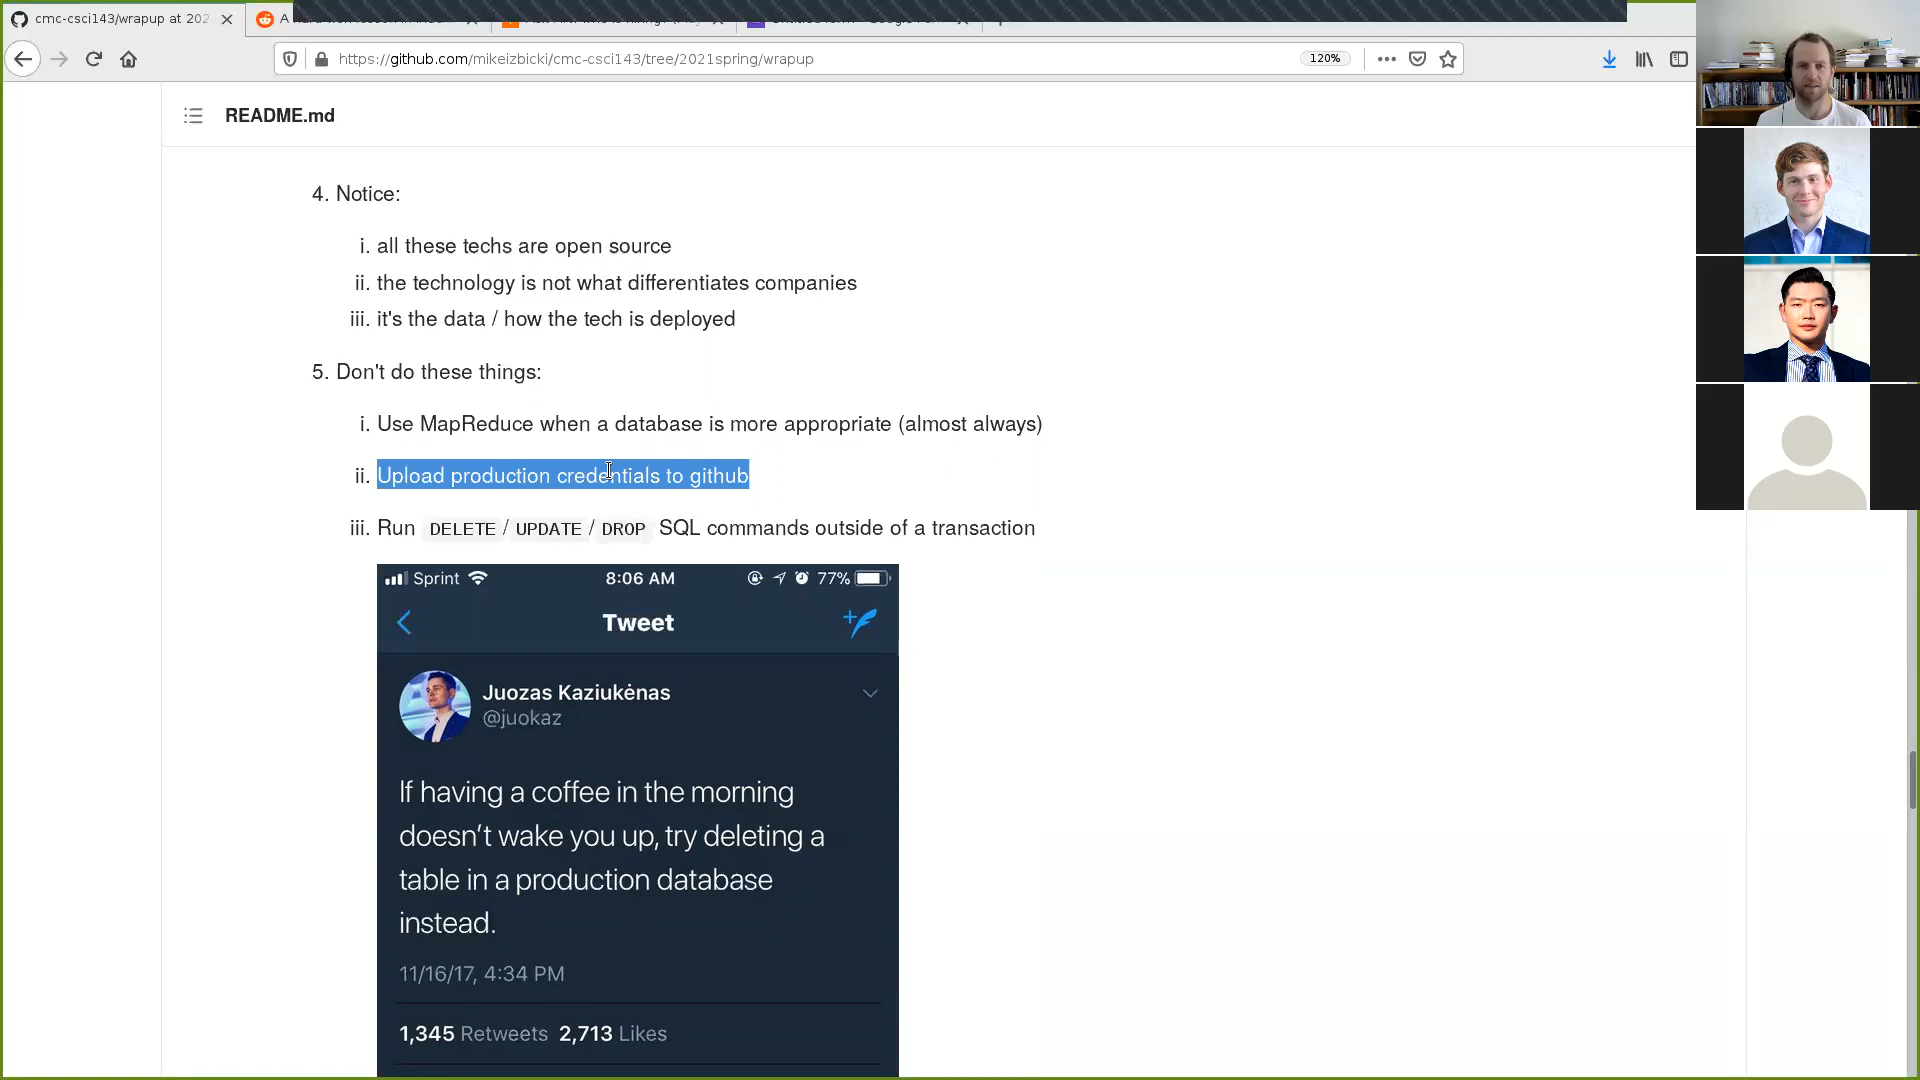 cmc-csci143/wrapup at 202
https://github.com/mikeizbicki/cmc-csci143/tree/2021spring/wrapup
120%
README.md
4. Notice:
i. all these techs are open source
ii. the technology is not what differentiates companies
iii. it's the data / how the tech is deployed
5. Don't do these things:
i. Use MapReduce when a database is more appropriate (almost always)
ii. Upload production credentials to github
iii. Run DELETE / UPDATE / DROP SQL commands outside of a transaction
Sprint 8:06 AM 77%
Tweet
Juozas Kaziukėnas
@juokaz
If having a coffee in the morning
doesn't wake you up, try deleting a
table in a production database
instead.
11/16/17, 4:34 PM
1,345 Retweets 2,713 Likes